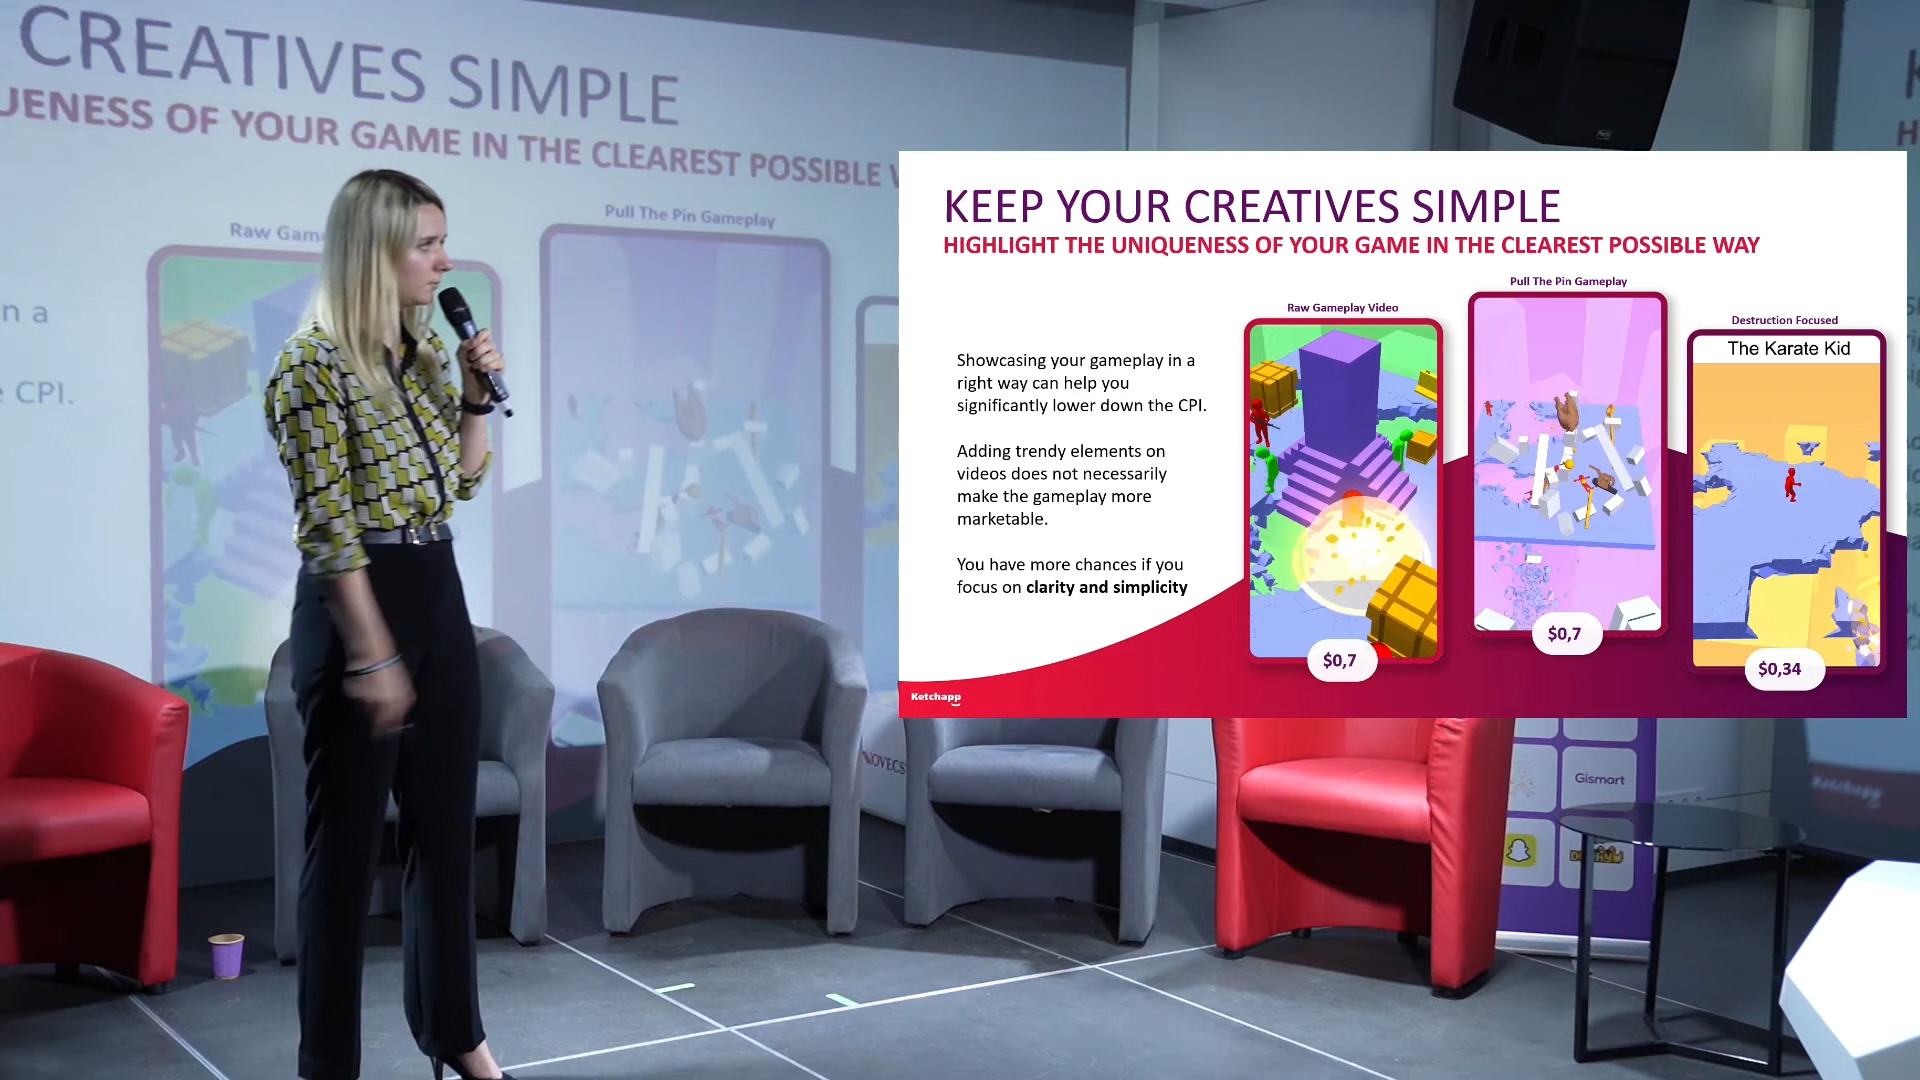 CREATIVES SIMPLE
OF YOUR GAME IN THE CLEAREST POSSIBLE
Pull The Pin Gameplay
Raw
n a
CPI.
KEEP YOUR CREATIVES SIMPLE
HIGHLIGHT THE UNIQUENESS OF YOUR GAME IN THE CLEAREST POSSIBLE WAY
Pull The Pin Gameplay
Raw Gameplay Video
Destruction Focused
The Karate Kid
Showcasing your gameplay in a
right way can help you
significantly lower down the CPI.
Adding trendy elements on
videos does not necessarily
make the gameplay more
marketable.
You have more chances if you
focus on clarity and simplicity
$0,7
$0,7
$0,34
Ketchapp
Gismart
Ketchapp